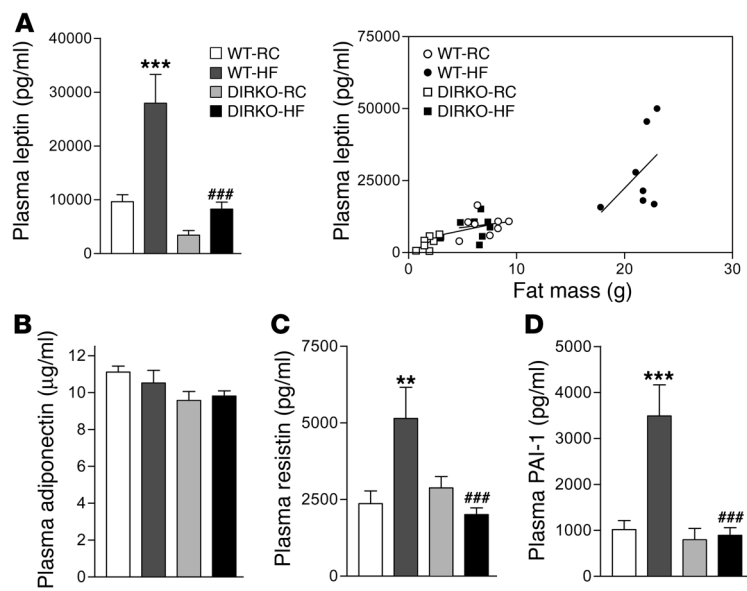 A
Plasma leptin (pg/ml)
40000
30000
20000
10000
0
***
###
WT-RC
WT-HF
DIRKO-RC
DIRKO-HF
Plasma leptin (pg/ml)
75000
50000
25000
0
WT-RC
WT-HF
DIRKO-RC
DIRKO-HF
0 10 20 30
Fat mass (g)
B
Plasma adiponectin (μg/ml)
12
10
8
6
4
2
0
C
Plasma resistin (pg/ml)
7500
5000
2500
0
**
###
D
Plasma PAI-1 (pg/ml)
5000
4000
3000
2000
1000
0
***
###